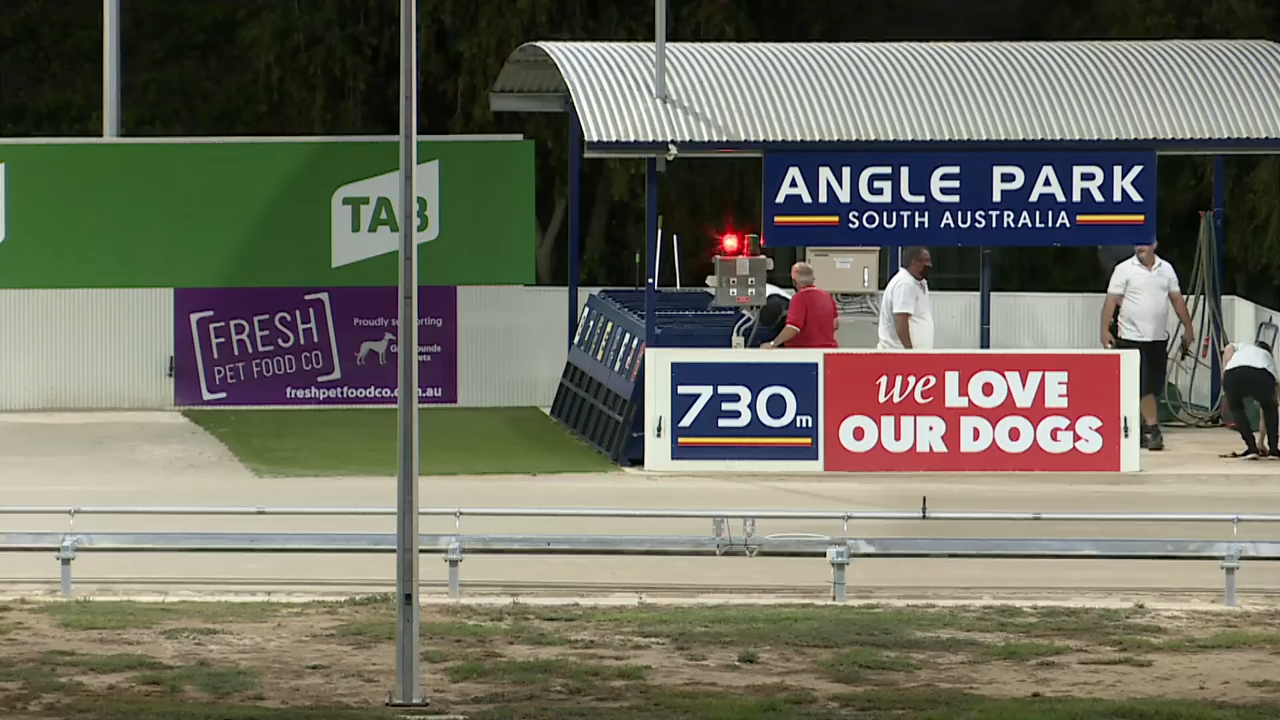 TAB
ANGLE PARK
SOUTH AUSTRALIA
FRESH
PET FOOD CO
Proudly supporting
freshpetfoodco.com.au
730m
we LOVE
OUR DOGS